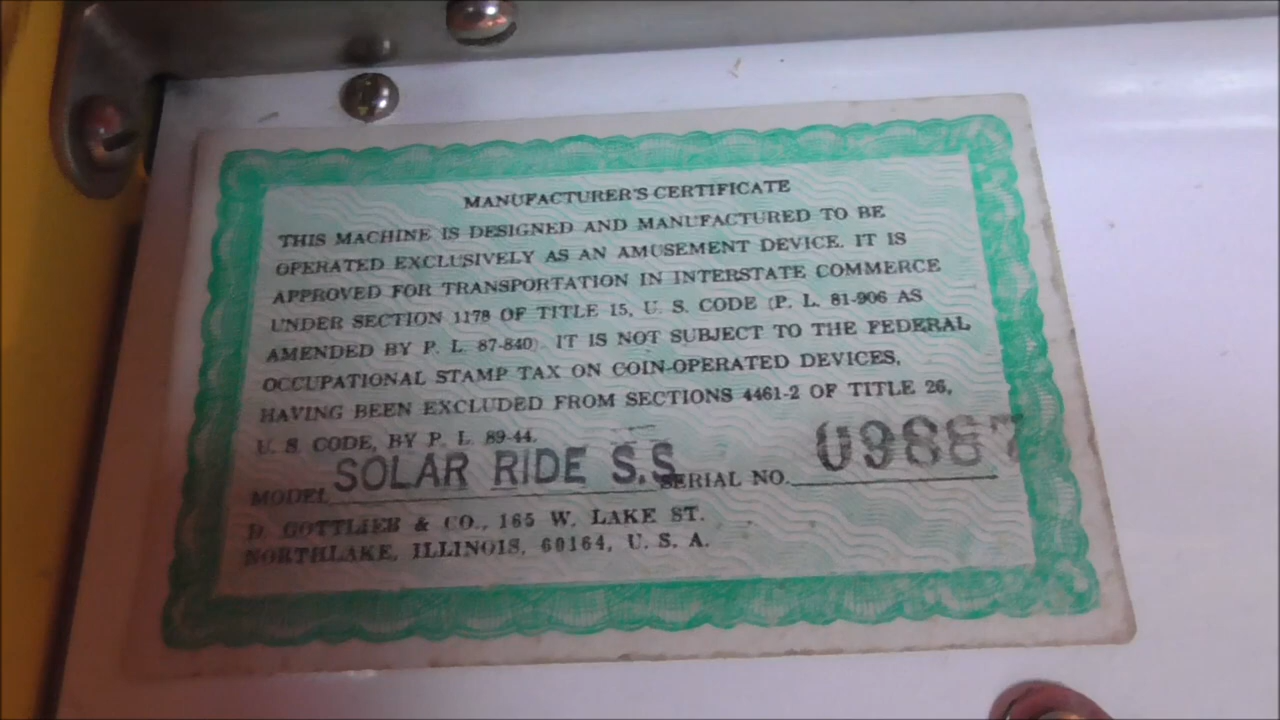 MANUFACTURER'S CERTIFICATE
THIS MACHINE IS DESIGNED AND MANUFACTURED TO BE
OPERATED EXCLUSIVELY AS AN AMUSEMENT DEVICE. IT IS
APPROVED FOR TRANSPORTATION IN INTERSTATE COMMERCE
UNDER SECTION 1178 OF TITLE 15, U. S. CODE (P. L. 81-906 AS
AMENDED BY P. L. 87-840). IT IS NOT SUBJECT TO THE FEDERAL
OCCUPATIONAL STAMP TAX ON COIN-OPERATED DEVICES,
HAVING BEEN EXCLUDED FROM SECTIONS 4461-2 OF TITLE 26,
U. S. CODE, BY P. L. 89-44.
MODEL SOLAR RIDE S.S. SERIAL NO. 09887
D. GOTTLIEB & CO., 165 W. LAKE ST.
NORTHLAKE, ILLINOIS, 60164, U. S. A.